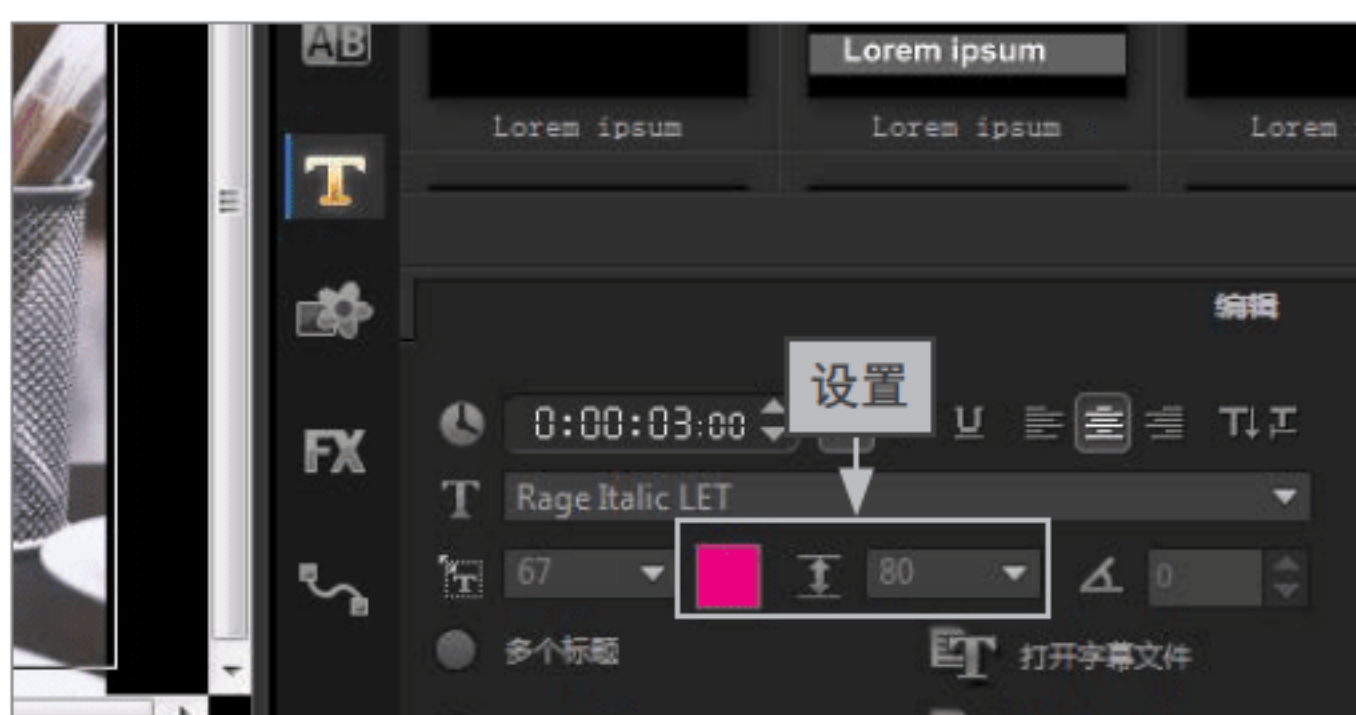 AB
Lorem ipsum
Lorem ipsum
Lorem ipsum
Lorem
T
编辑
设置
0:00:03:00
U
T
T
FX
T
Rage Italic LET
T
67
80
0
多个标题
T
打开字幕文件